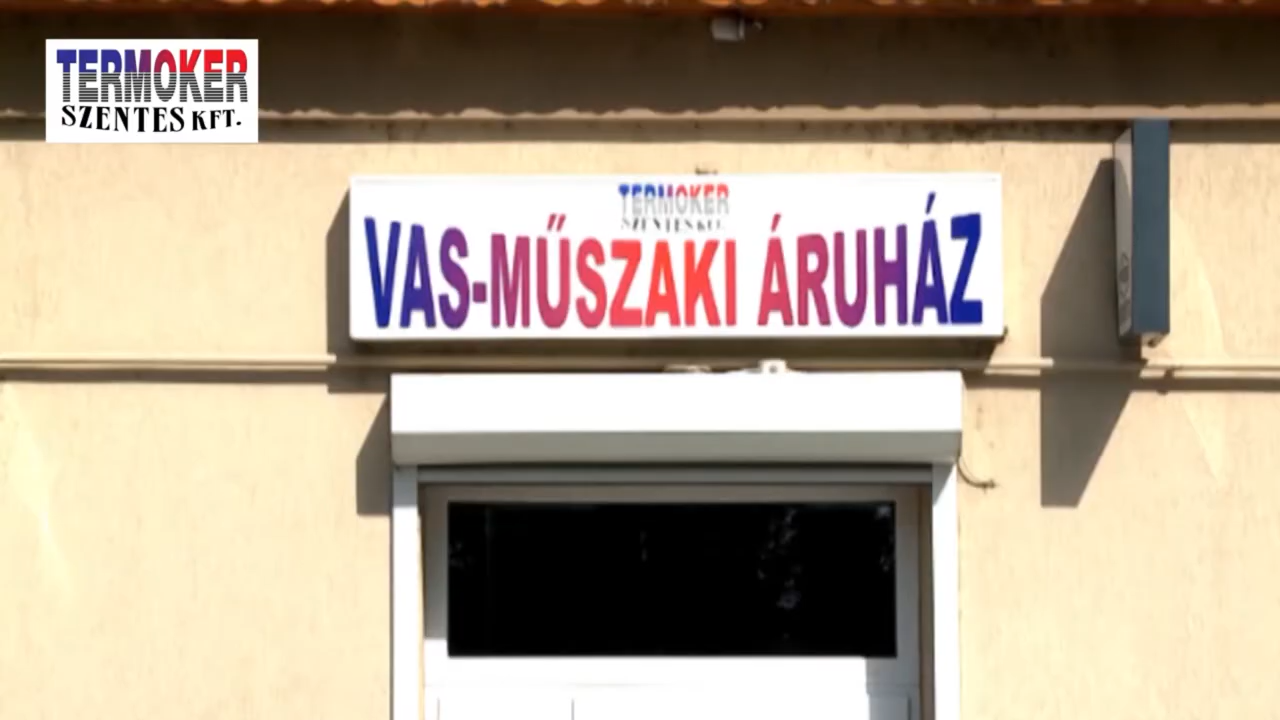 TERMOKER
SZENTES KFT.
TERMOKER
SZENTES KFT.
VAS-MŰSZAKI ÁRUHÁZ